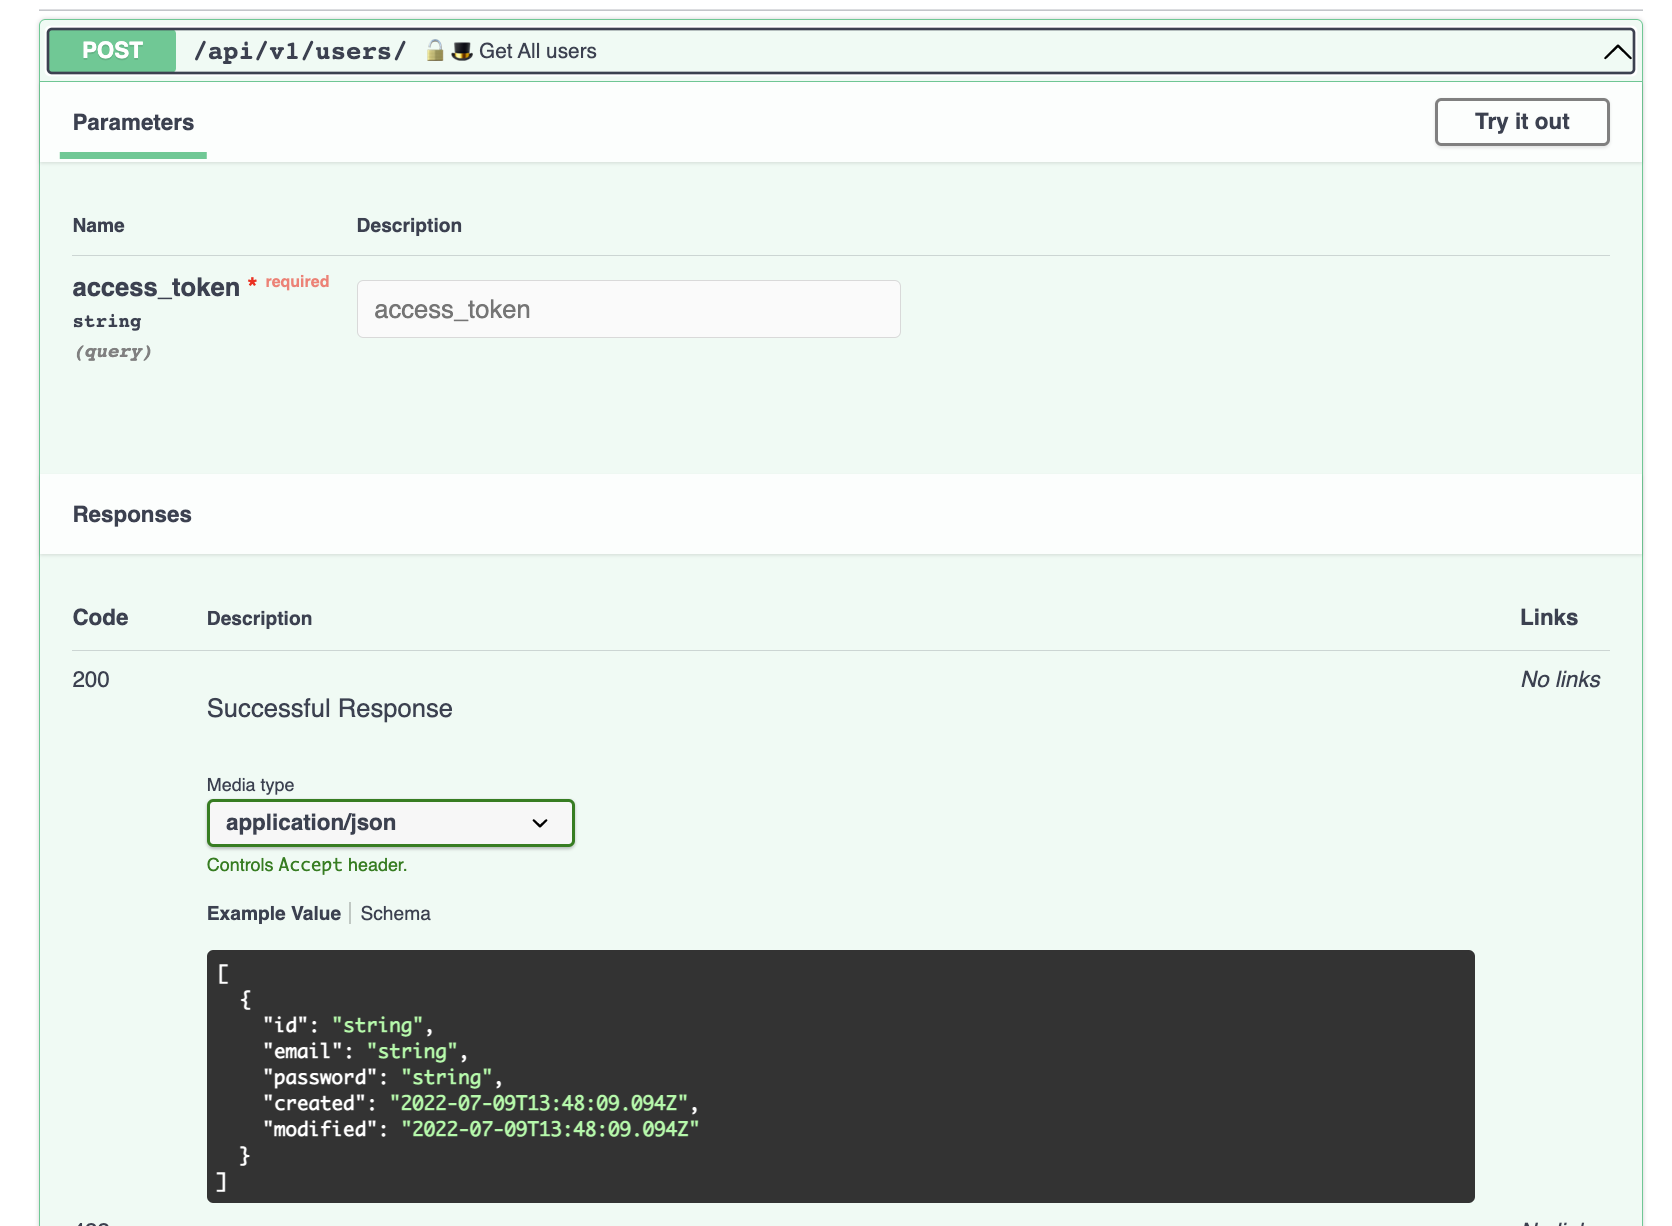 POST /api/v1/users/ 🔒🎩 Get All users
Parameters
Try it out
Name Description
access_token * required
string
(query)
access_token
Responses
Code Description Links
200 No links
Successful Response
Media type
application/json
Controls Accept header.
Example Value Schema
[
{
"id": "string",
"email": "string",
"password": "string",
"created": "2022-07-09T13:48:09.094Z",
"modified": "2022-07-09T13:48:09.094Z"
}
]